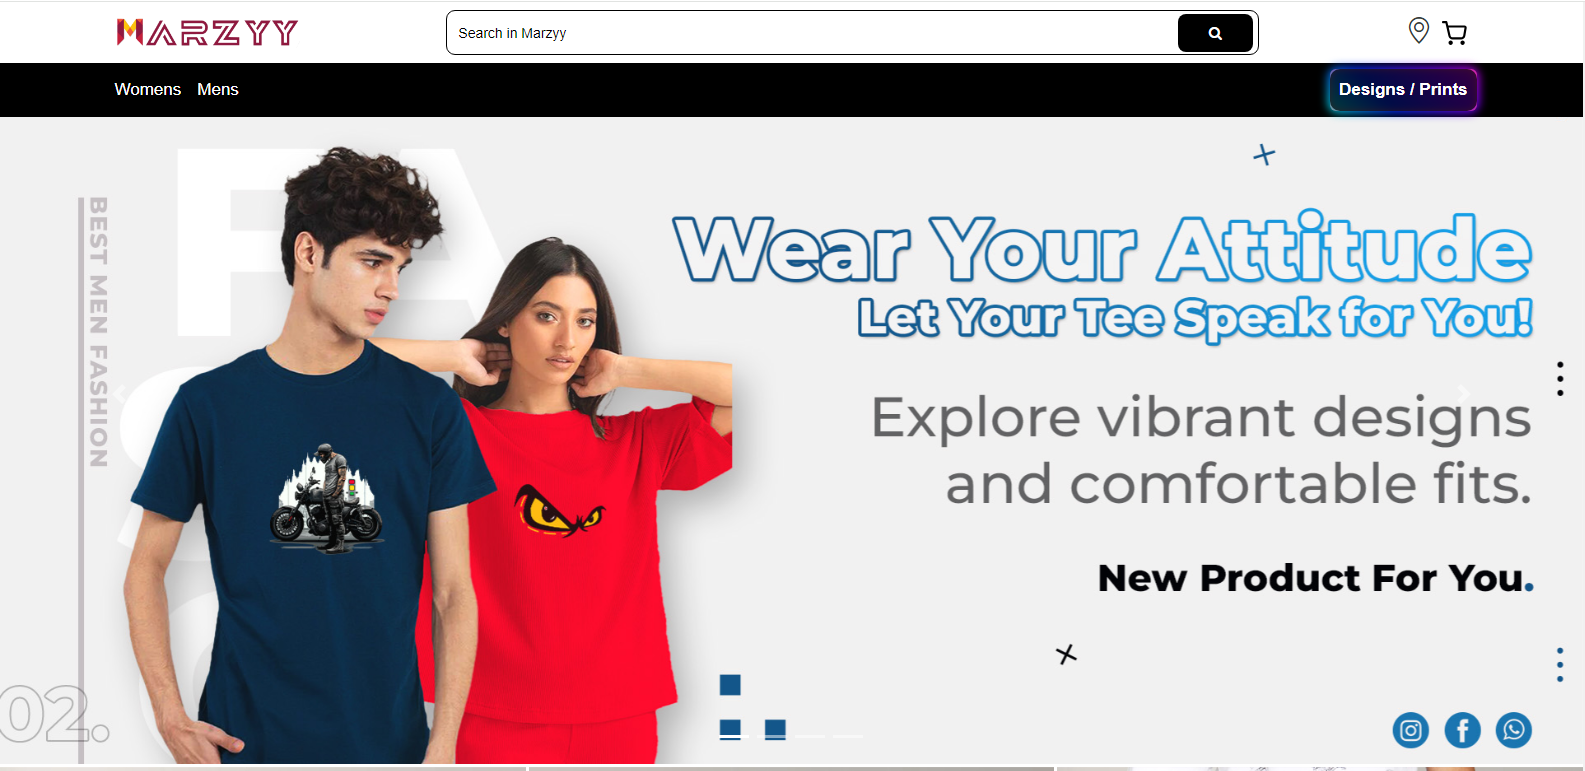 MARZYY
Search in Marzyy
Womens Mens
Designs / Prints
BEST MEN FASHION
FAS
Wear Your Attitude
Let Your Tee Speak for You!
Explore vibrant designs
and comfortable fits.
New Product For You.
02.